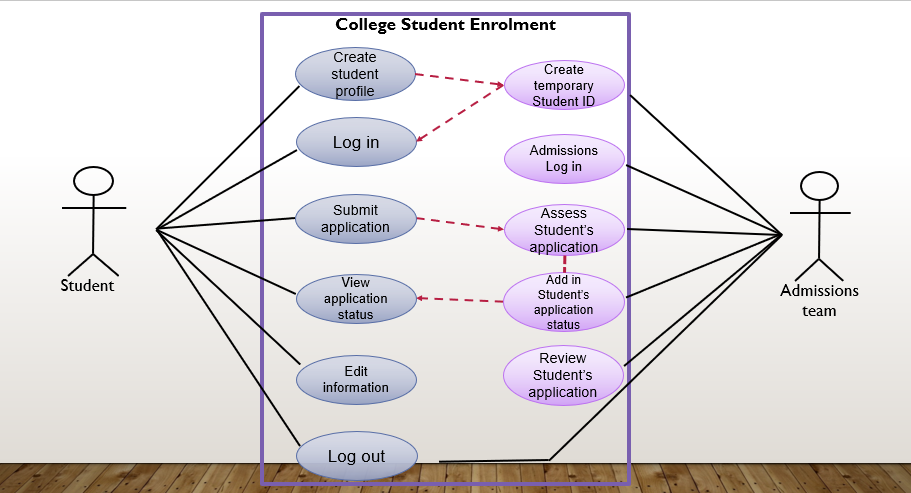 College Student Enrolment
Create
student
profile
Create
temporary
Student ID
Log in
Admissions
Log in
Submit
application
Assess
Student's
application
View
application
status
Add in
Student's
application
status
Edit
information
Review
Student's
application
Log out
Student
Admissions
team